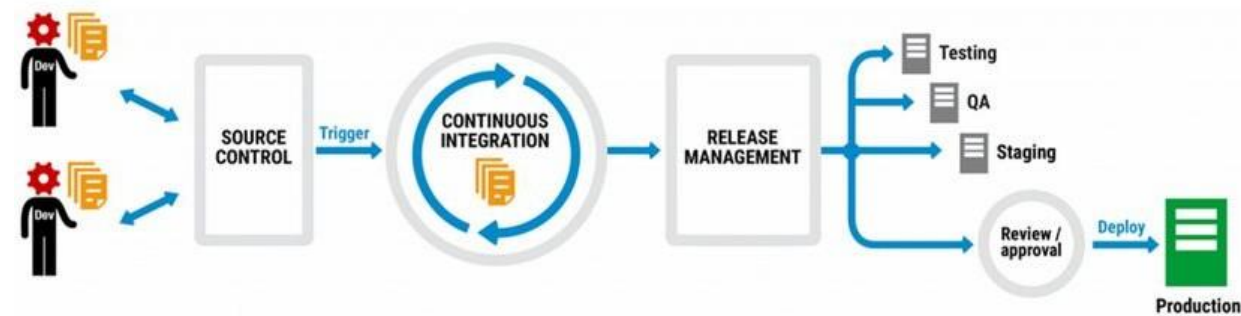 Dev
Dev
SOURCE
CONTROL
Trigger
CONTINUOUS
INTEGRATION
RELEASE
MANAGEMENT
Testing
QA
Staging
Review /
approval
Deploy
Production